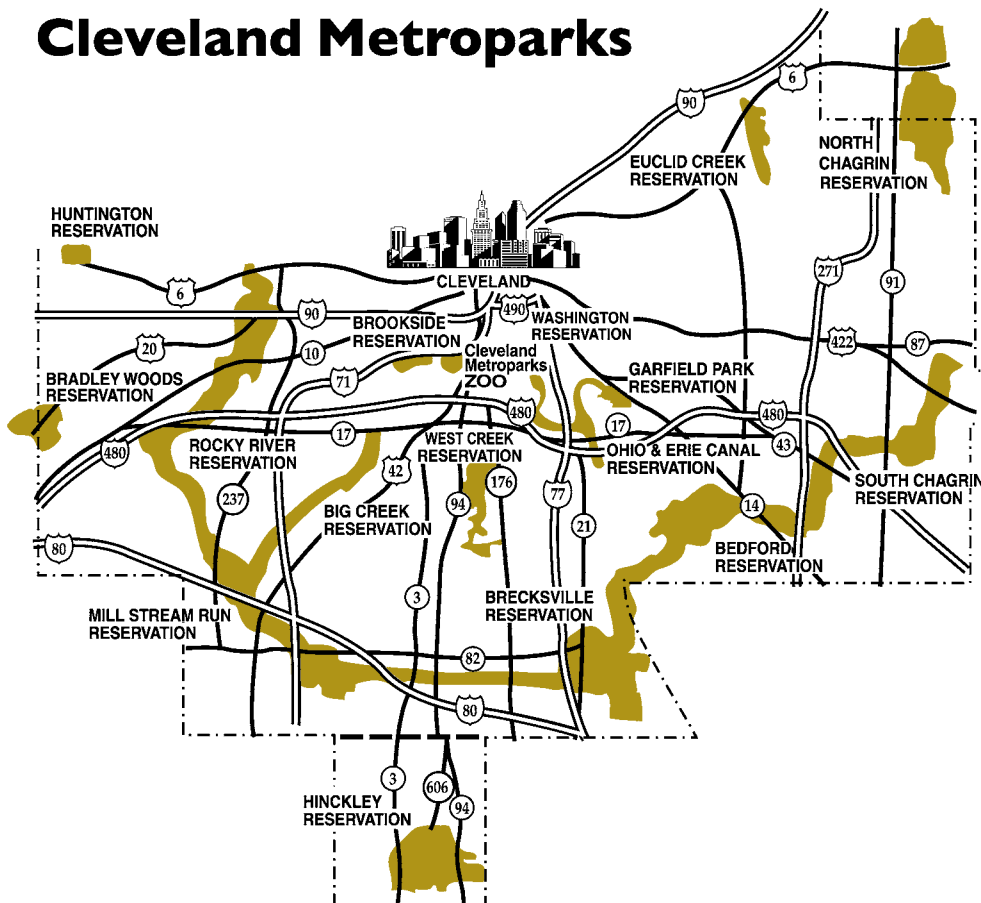 Cleveland Metroparks
6
90
NORTH
CHAGRIN
RESERVATION
EUCLID CREEK
RESERVATION
HUNTINGTON
RESERVATION
271
91
CLEVELAND
6
90
490
WASHINGTON
RESERVATION
BROOKSIDE
RESERVATION
20
10
422
87
Cleveland
Metroparks
ZOO
71
BRADLEY WOODS
RESERVATION
GARFIELD PARK
RESERVATION
480
480
17
17
43
480
ROCKY RIVER
RESERVATION
WEST CREEK
RESERVATION
OHIO & ERIE CANAL
RESERVATION
42
176
SOUTH CHAGRIN
RESERVATION
237
94
77
14
BIG CREEK
RESERVATION
21
80
BEDFORD
RESERVATION
3
BRECKSVILLE
RESERVATION
MILL STREAM RUN
RESERVATION
82
80
3
606
94
HINCKLEY
RESERVATION